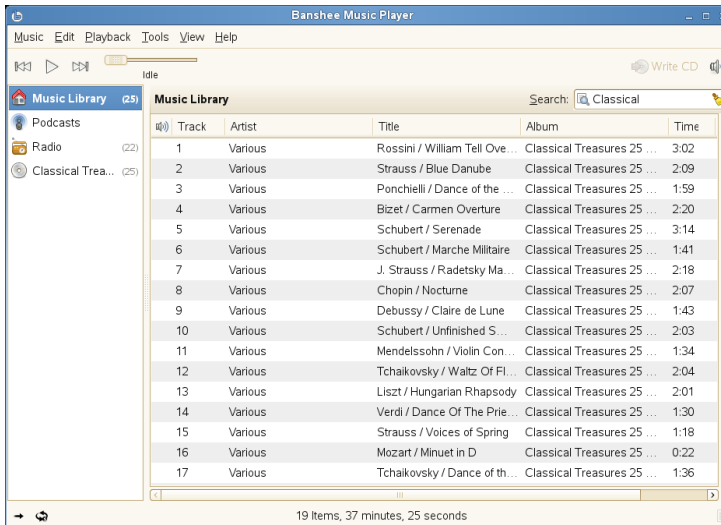 Banshee Music Player
Music Edit Playback Tools View Help
Idle
Write CD
Music Library (25)
Podcasts
Radio (22)
Classical Trea... (25)
Music Library
Search: Classical
Track Artist Title Album Time
1 Various Rossini / William Tell Ove... Classical Treasures 25 ... 3:02
2 Various Strauss / Blue Danube Classical Treasures 25 ... 2:09
3 Various Ponchielli / Dance of the ... Classical Treasures 25 ... 1:59
4 Various Bizet / Carmen Overture Classical Treasures 25 ... 2:20
5 Various Schubert / Serenade Classical Treasures 25 ... 3:14
6 Various Schubert / Marche Militaire Classical Treasures 25 ... 1:41
7 Various J. Strauss / Radetsky Ma... Classical Treasures 25 ... 2:18
8 Various Chopin / Nocturne Classical Treasures 25 ... 2:07
9 Various Debussy / Claire de Lune Classical Treasures 25 ... 1:43
10 Various Schubert / Unfinished S... Classical Treasures 25 ... 2:03
11 Various Mendelssohn / Violin Con... Classical Treasures 25 ... 1:34
12 Various Tchaikovsky / Waltz Of Fl... Classical Treasures 25 ... 2:04
13 Various Liszt / Hungarian Rhapsody Classical Treasures 25 ... 2:01
14 Various Verdi / Dance Of The Prie... Classical Treasures 25 ... 1:30
15 Various Strauss / Voices of Spring Classical Treasures 25 ... 1:18
16 Various Mozart / Minuet in D Classical Treasures 25 ... 0:22
17 Various Tchaikovsky / Dance of th... Classical Treasures 25 ... 1:36
19 Items, 37 minutes, 25 seconds